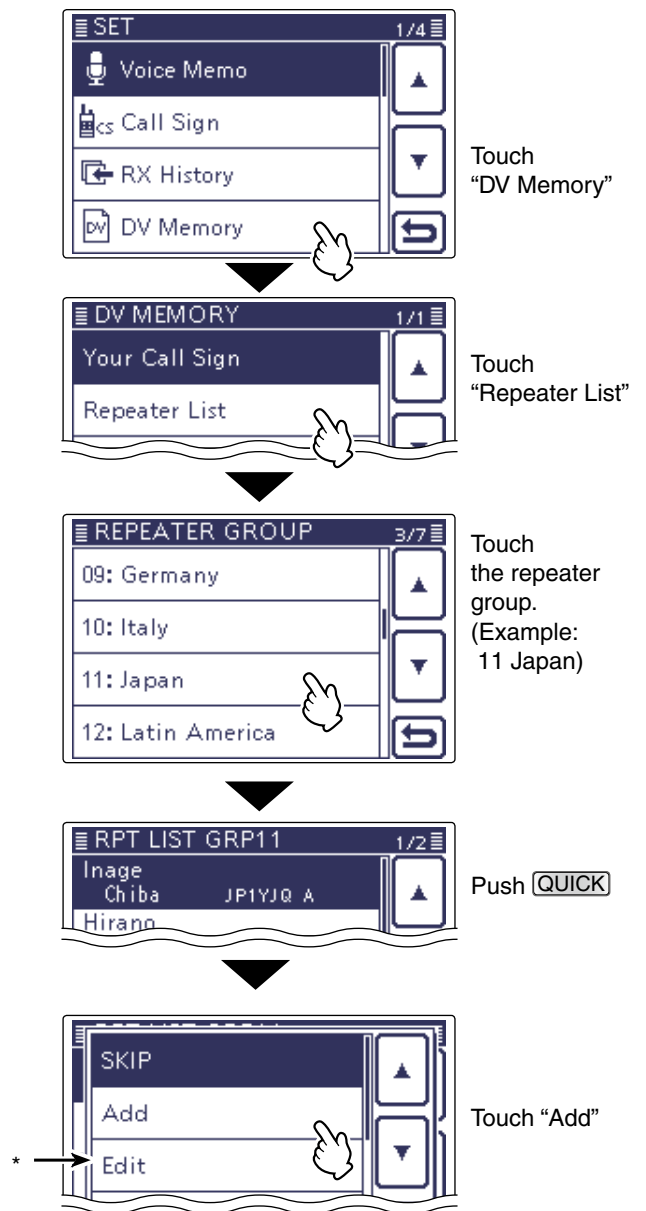 SET 1/4
Voice Memo
CS Call Sign
RX History
DV DV Memory
Touch
“DV Memory”
DV MEMORY 1/1
Your Call Sign
Repeater List
Touch
“Repeater List”
REPEATER GROUP 3/7
09: Germany
10: Italy
11: Japan
12: Latin America
Touch
the repeater
group.
(Example:
11 Japan)
RPT LIST GRP11 1/2
Inage
Chiba JP1YJQ A
Hirano
Push QUICK
SKIP
Add
* Edit
Touch “Add”